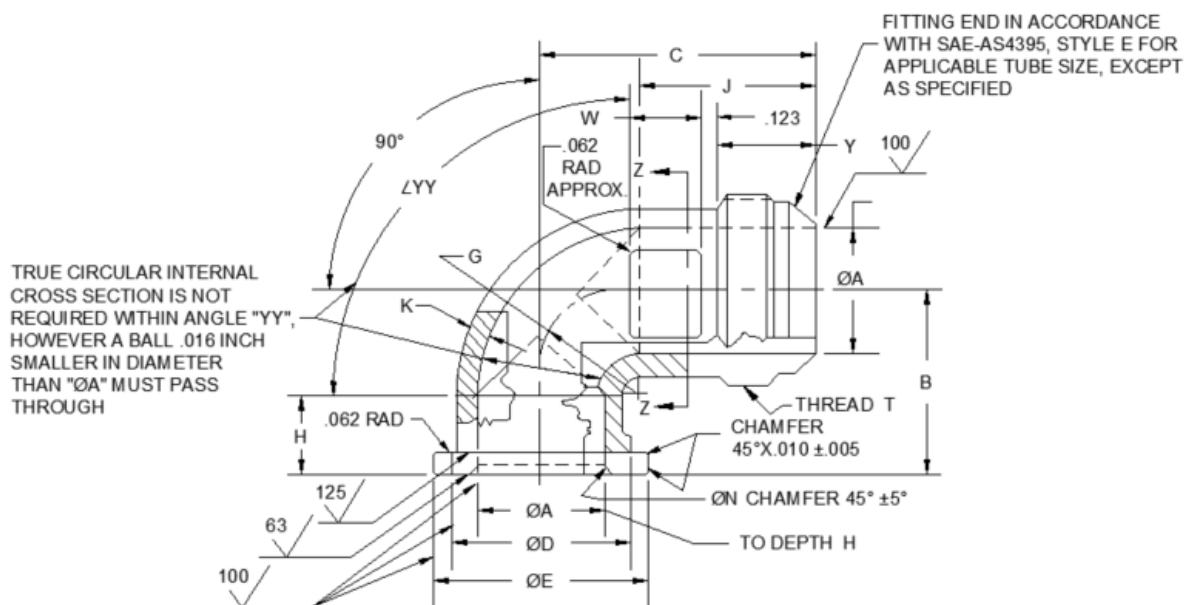 FITTING END IN ACCORDANCE
WITH SAE-AS4395, STYLE E FOR
APPLICABLE TUBE SIZE, EXCEPT
AS SPECIFIED
C
J
W
.123
Y
100
90°
.062
RAD
APPROX.
Z
∠YY
G
TRUE CIRCULAR INTERNAL
CROSS SECTION IS NOT
REQUIRED WITHIN ANGLE "YY",
HOWEVER A BALL .016 INCH
SMALLER IN DIAMETER
THAN "ØA" MUST PASS
THROUGH
K
ØA
B
Z
THREAD T
H
.062 RAD
CHAMFER
45°X.010 ±.005
125
ØA
ØN CHAMFER 45° ±5°
63
ØD
TO DEPTH H
100
ØE